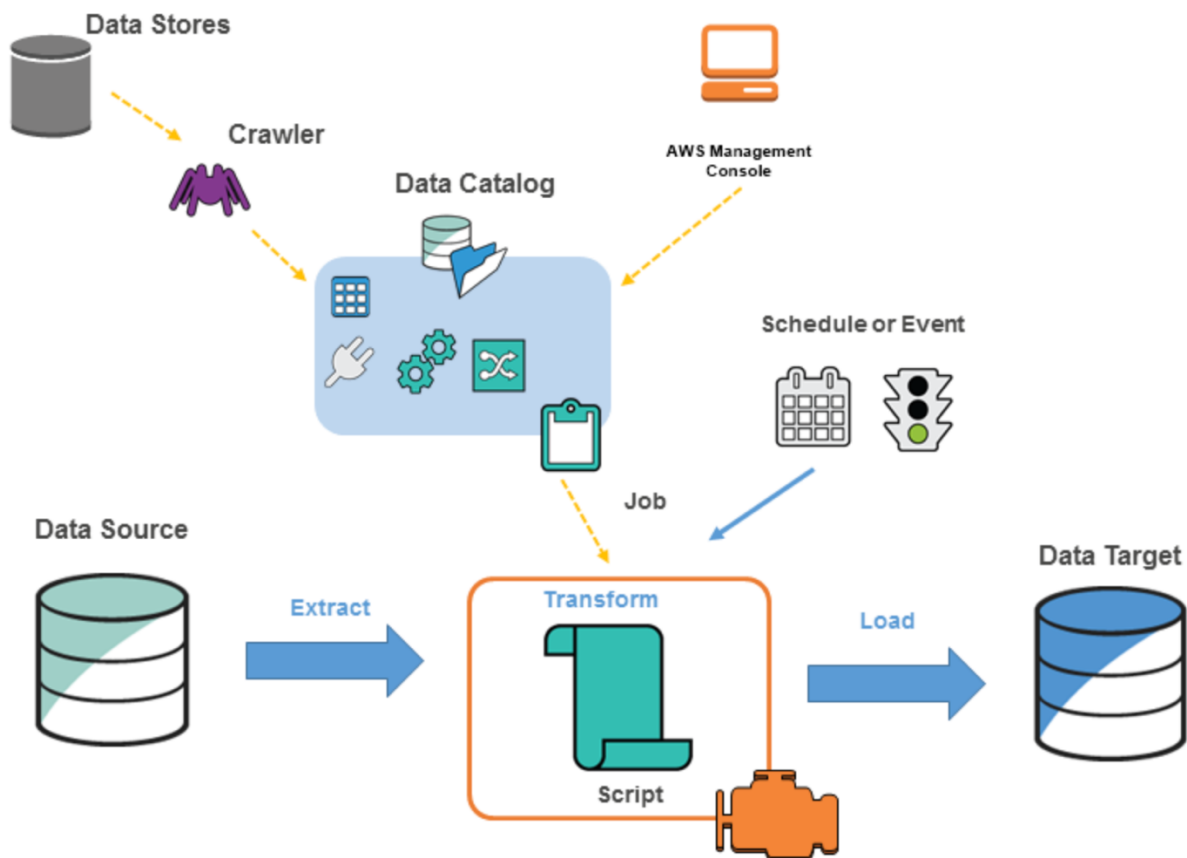 Data Stores
Crawler
AWS Management
Console
Data Catalog
Schedule or Event
Job
Data Source
Data Target
Extract
Transform
Load
Script